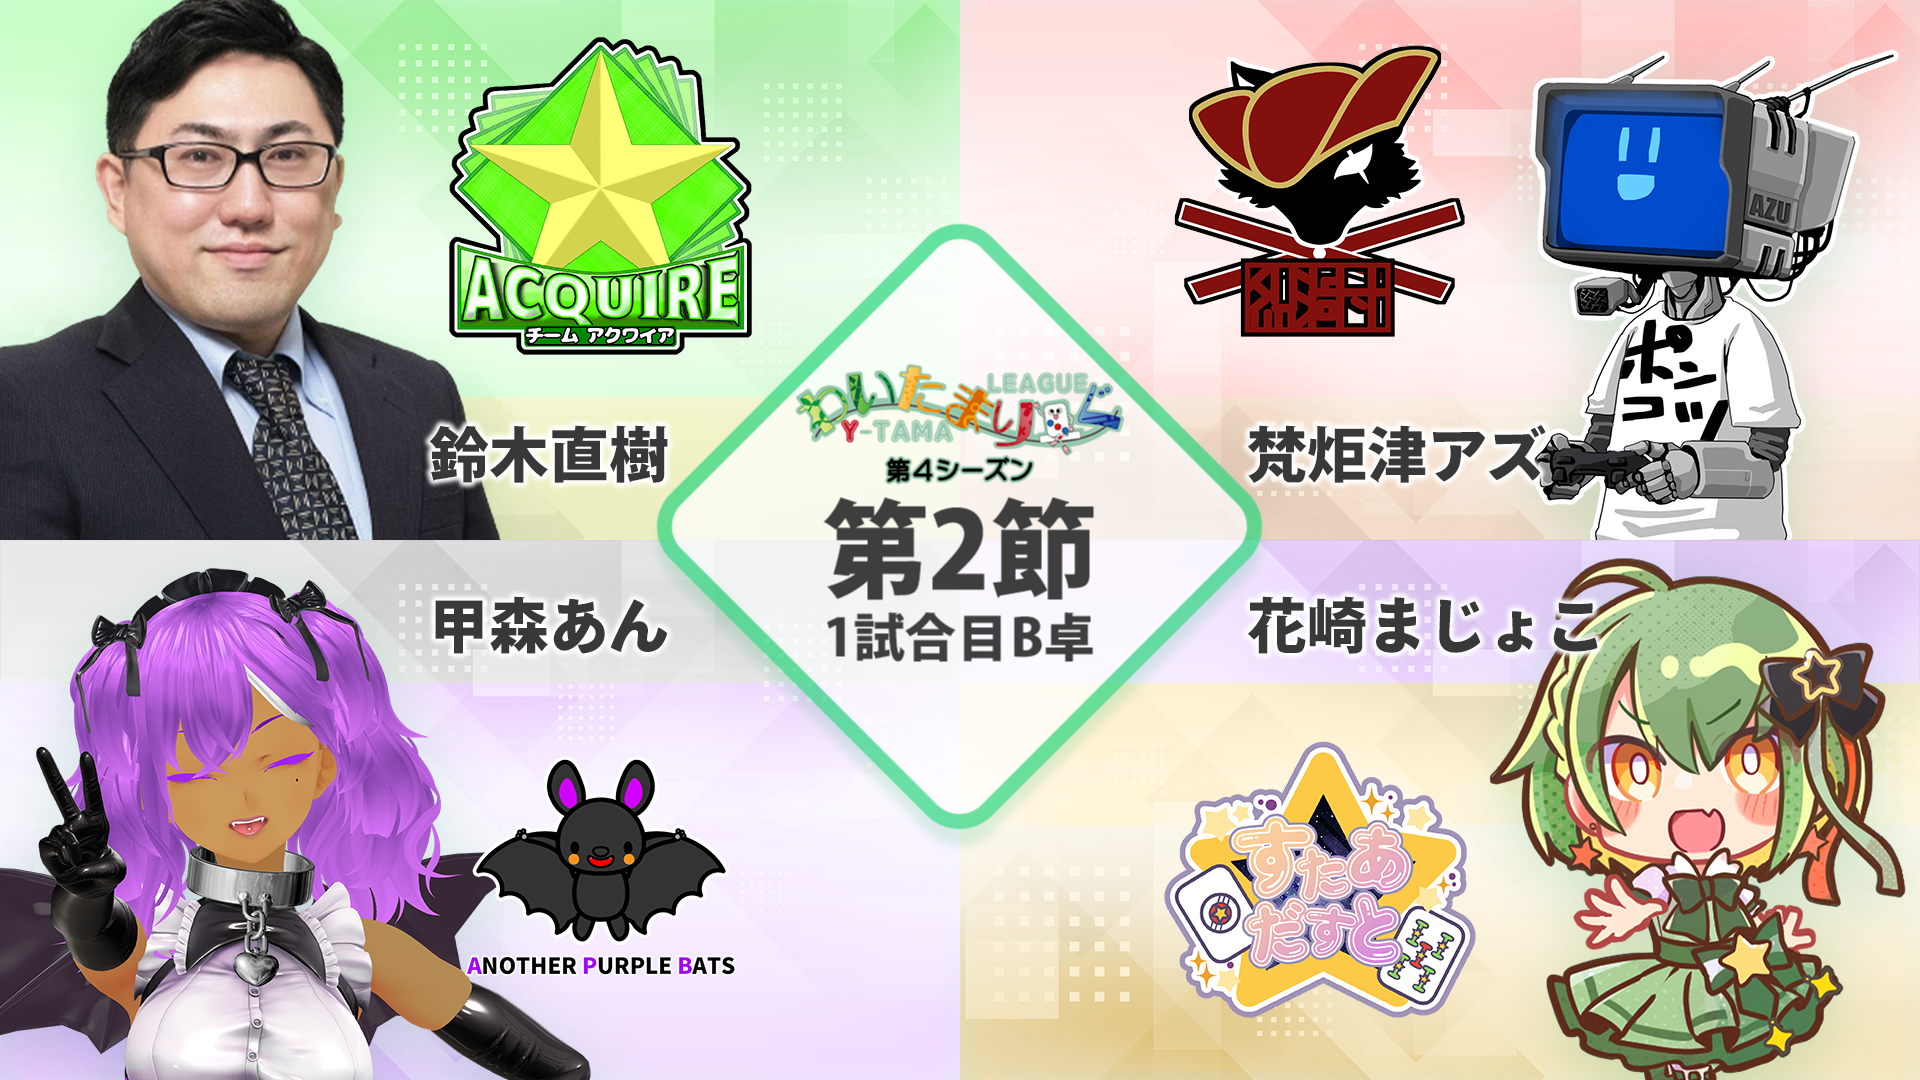 ACQUIRE
チーム アクワイア
鈴木直樹
AZU
ポンコツ
梵炬津アズ
わいたまりーぐ
LEAGUE
Y-TAMA
第4シーズン
第2節
1試合目B卓
甲森あん
ANOTHER PURPLE BATS
花崎まじょこ
すたあ
だすと